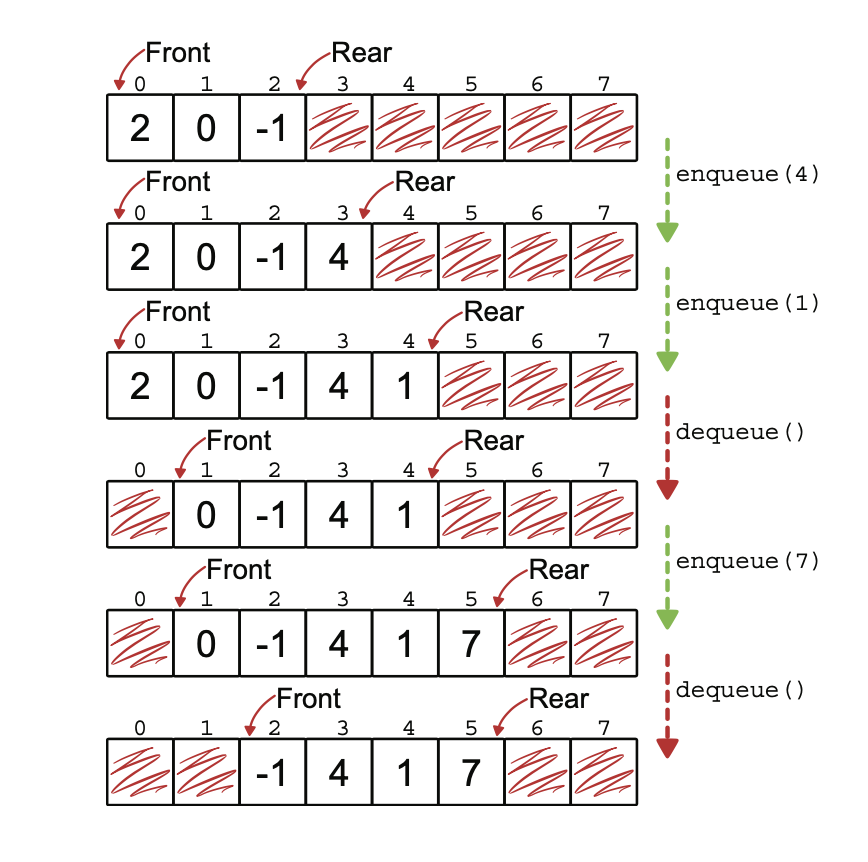 Front Rear
0 1 2 3 4 5 6 7
2 0 -1
enqueue(4)
Front Rear
0 1 2 3 4 5 6 7
2 0 -1 4
enqueue(1)
Front Rear
0 1 2 3 4 5 6 7
2 0 -1 4 1
dequeue()
Front Rear
0 1 2 3 4 5 6 7
0 -1 4 1
enqueue(7)
Front Rear
0 1 2 3 4 5 6 7
0 -1 4 1 7
dequeue()
Front Rear
0 1 2 3 4 5 6 7
-1 4 1 7